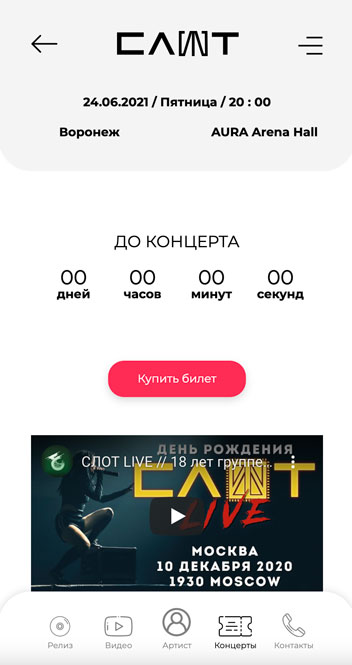 СЛОТ
24.06.2021 / Пятница / 20 : 00
Воронеж AURA Arena Hall
ДО КОНЦЕРТА
00 00 00 00
дней часов минут секунд
Купить билет
СЛОТ LIVE // 18 лет группе...
ДЕНЬ РОЖДЕНИЯ
СЛОТ
LIVE
МОСКВА
10 ДЕКАБРЯ 2020
1930 MOSCOW
Релиз Видео Артист Концерты Контакты